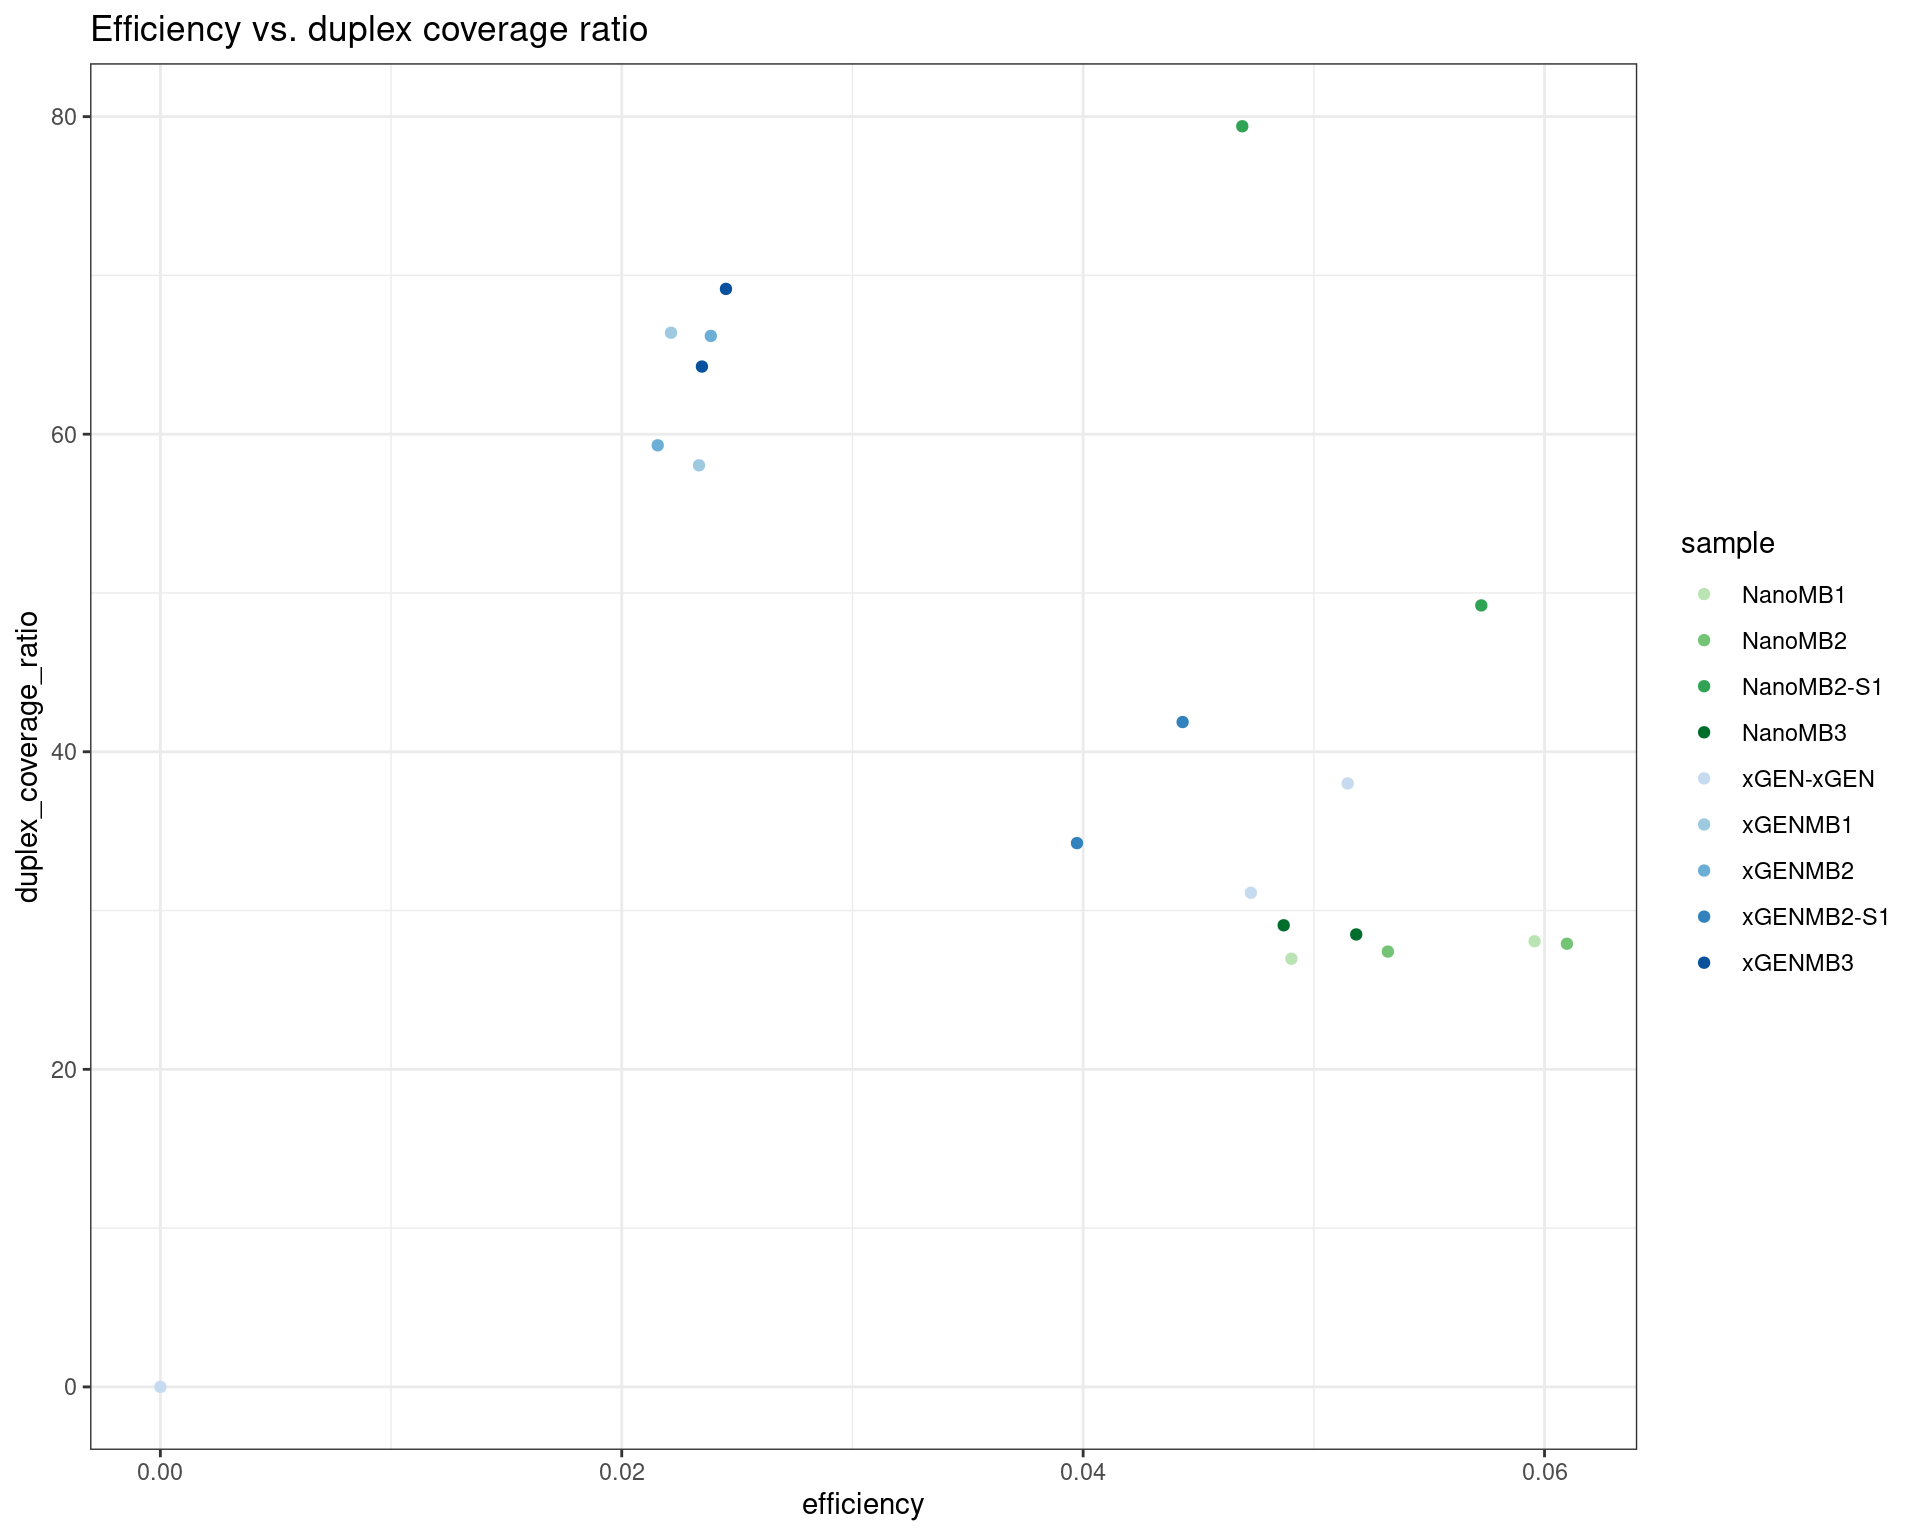 Efficiency vs. duplex coverage ratio
duplex_coverage_ratio
80
60
40
20
0
0.00
0.02
0.04
0.06
efficiency
sample
NanoMB1
NanoMB2
NanoMB2-S1
NanoMB3
xGEN-xGEN
xGENMB1
xGENMB2
xGENMB2-S1
xGENMB3